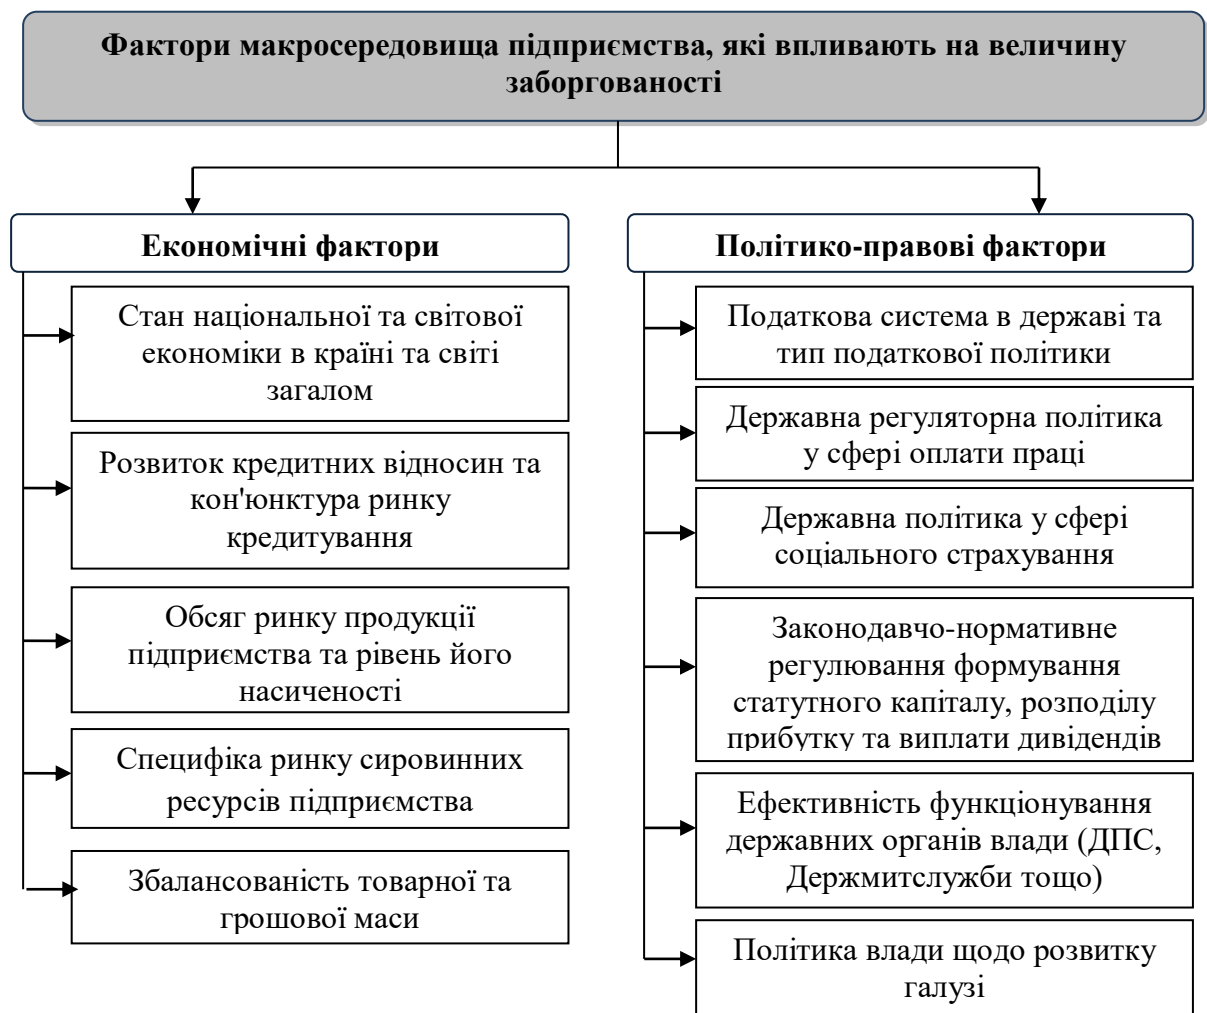 Фактори макросередовища підприємства, які впливають на величину
заборгованості
Економічні фактори
Стан національної та світової
економіки в країні та світі
загалом
Розвиток кредитних відносин та
кон'юнктура ринку
кредитування
Обсяг ринку продукції
підприємства та рівень його
насиченості
Специфіка ринку сировинних
ресурсів підприємства
Збалансованість товарної та
грошової маси
Політико-правові фактори
Податкова система в державі та
тип податкової політики
Державна регуляторна політика
у сфері оплати праці
Державна політика у сфері
соціального страхування
Законодавчо-нормативне
регулювання формування
статутного капіталу, розподілу
прибутку та виплати дивідендів
Ефективність функціонування
державних органів влади (ДПС,
Держмитслужби тощо)
Політика влади щодо розвитку
галузі